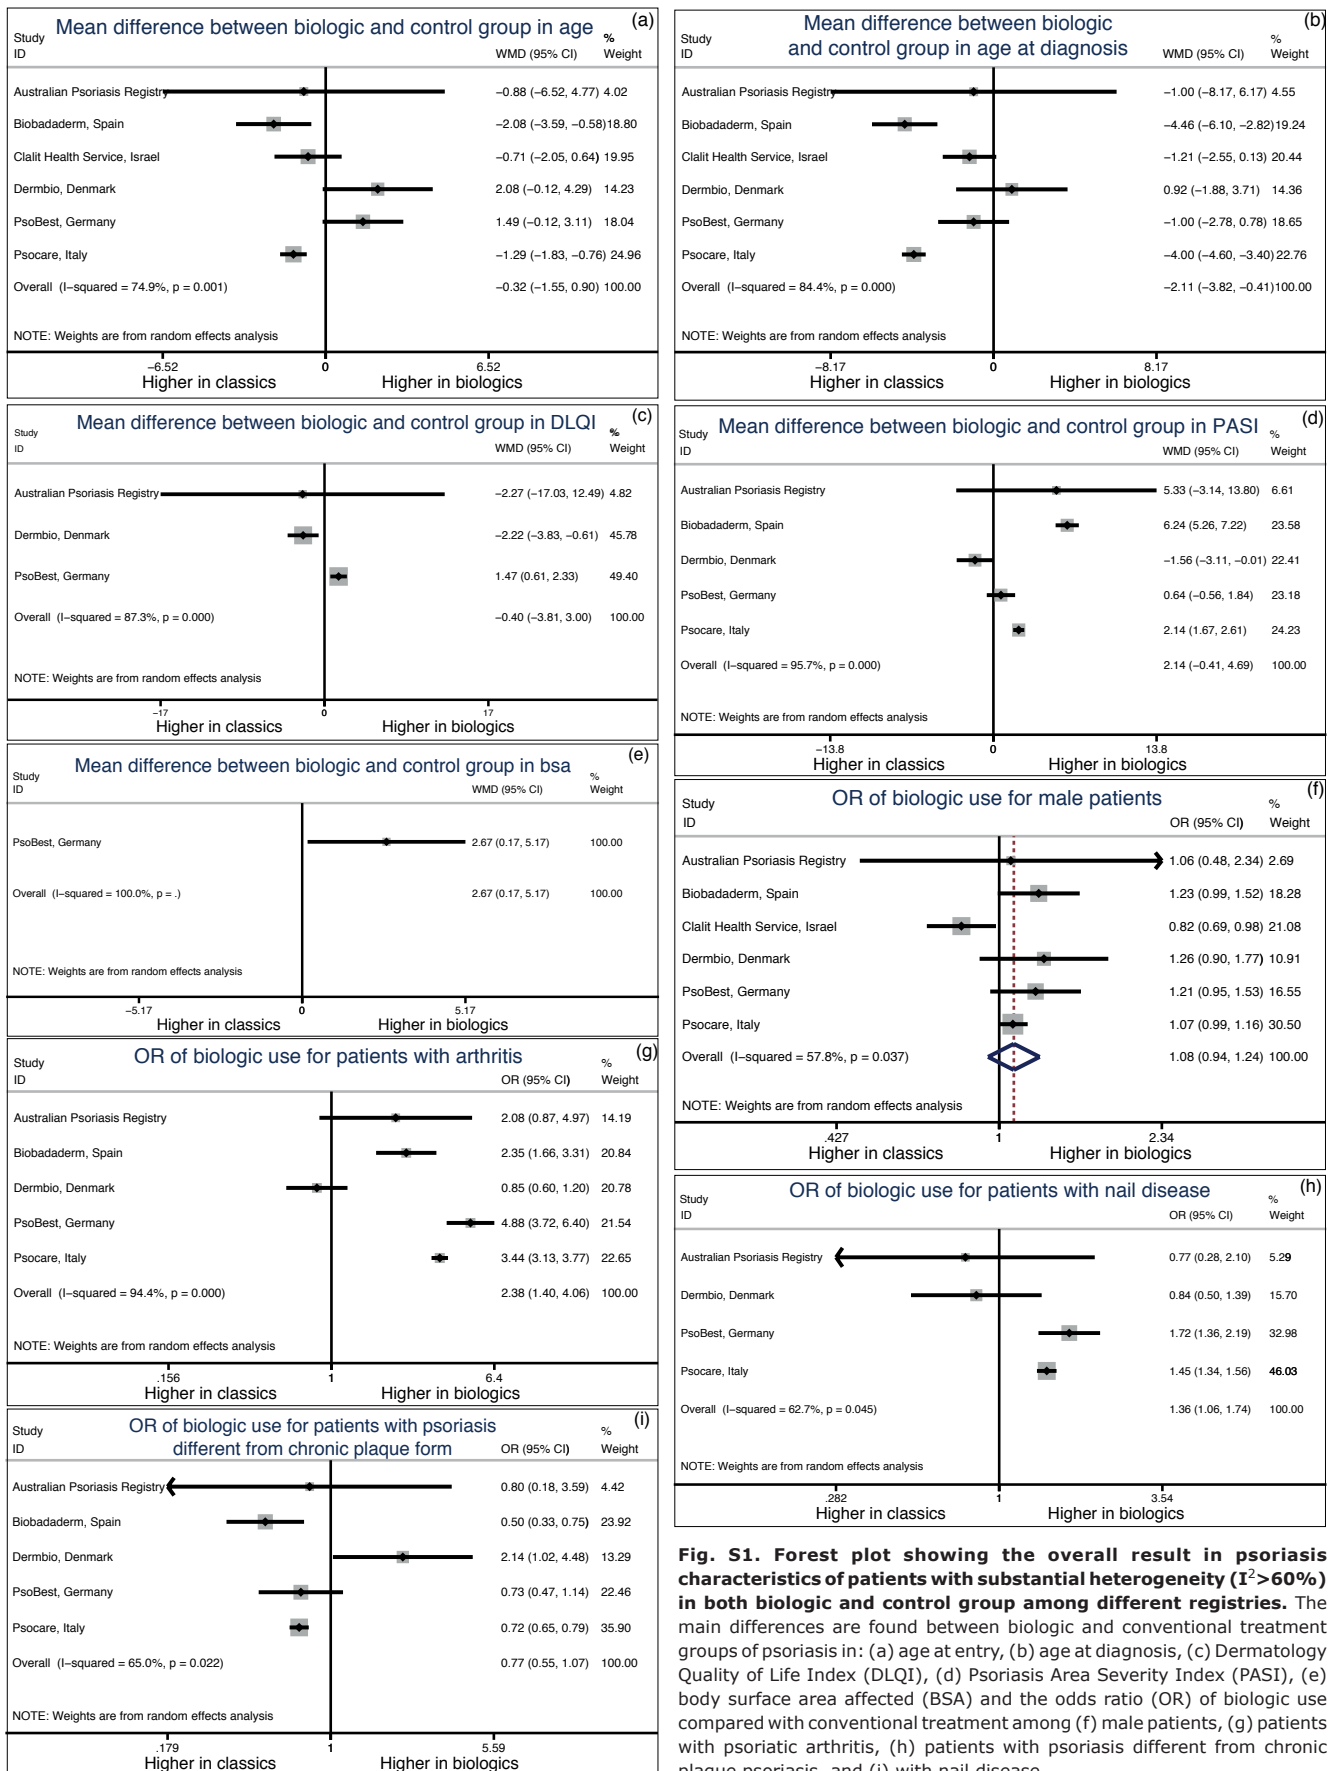 Mean difference between biologic and control group in age
(a)
Study
ID
WMD (95% CI)
%
Weight
Australian Psoriasis Registry −0.88 (−6.52, 4.77) 4.02
Biobadaderm, Spain −2.08 (−3.59, −0.58) 18.80
Clalit Health Service, Israel −0.71 (−2.05, 0.64) 19.95
Dermbio, Denmark 2.08 (−0.12, 4.29) 14.23
PsoBest, Germany 1.49 (−0.12, 3.11) 18.04
Psocare, Italy −1.29 (−1.83, −0.76) 24.96
Overall (I−squared = 74.9%, p = 0.001) −0.32 (−1.55, 0.90) 100.00
NOTE: Weights are from random effects analysis
−6.52 0 6.52
Higher in classics Higher in biologics
Mean difference between biologic
and control group in age at diagnosis
(b)
Study
ID
WMD (95% CI)
%
Weight
Australian Psoriasis Registry −1.00 (−8.17, 6.17) 4.55
Biobadaderm, Spain −4.46 (−6.10, −2.82) 19.24
Clalit Health Service, Israel −1.21 (−2.55, 0.13) 20.44
Dermbio, Denmark 0.92 (−1.88, 3.71) 14.36
PsoBest, Germany −1.00 (−2.78, 0.78) 18.65
Psocare, Italy −4.00 (−4.60, −3.40) 22.76
Overall (I−squared = 84.4%, p = 0.000) −2.11 (−3.82, −0.41) 100.00
NOTE: Weights are from random effects analysis
−8.17 0 8.17
Higher in classics Higher in biologics
Mean difference between biologic and control group in DLQI
(c)
Study
ID
WMD (95% CI)
%
Weight
Australian Psoriasis Registry −2.27 (−17.03, 12.49) 4.82
Dermbio, Denmark −2.22 (−3.83, −0.61) 45.78
PsoBest, Germany 1.47 (0.61, 2.33) 49.40
Overall (I−squared = 87.3%, p = 0.000) −0.40 (−3.81, 3.00) 100.00
NOTE: Weights are from random effects analysis
−17 0 17
Higher in classics Higher in biologics
Mean difference between biologic and control group in PASI
(d)
Study
ID
WMD (95% CI)
%
Weight
Australian Psoriasis Registry 5.33 (−3.14, 13.80) 6.61
Biobadaderm, Spain 6.24 (5.26, 7.22) 23.58
Dermbio, Denmark −1.56 (−3.11, −0.01) 22.41
PsoBest, Germany 0.64 (−0.56, 1.84) 23.18
Psocare, Italy 2.14 (1.67, 2.61) 24.23
Overall (I−squared = 95.7%, p = 0.000) 2.14 (−0.41, 4.69) 100.00
NOTE: Weights are from random effects analysis
−13.8 0 13.8
Higher in classics Higher in biologics
Mean difference between biologic and control group in bsa
(e)
Study
ID
WMD (95% CI)
%
Weight
PsoBest, Germany 2.67 (0.17, 5.17) 100.00
Overall (I−squared = 100.0%, p = .) 2.67 (0.17, 5.17) 100.00
NOTE: Weights are from random effects analysis
−5.17 0 5.17
Higher in classics Higher in biologics
OR of biologic use for male patients
(f)
Study
ID
OR (95% CI)
%
Weight
Australian Psoriasis Registry 1.06 (0.48, 2.34) 2.69
Biobadaderm, Spain 1.23 (0.99, 1.52) 18.28
Clalit Health Service, Israel 0.82 (0.69, 0.98) 21.08
Dermbio, Denmark 1.26 (0.90, 1.77) 10.91
PsoBest, Germany 1.21 (0.95, 1.53) 16.55
Psocare, Italy 1.07 (0.99, 1.16) 30.50
Overall (I−squared = 57.8%, p = 0.037) 1.08 (0.94, 1.24) 100.00
NOTE: Weights are from random effects analysis
.427 1 2.34
Higher in classics Higher in biologics
OR of biologic use for patients with arthritis
(g)
Study
ID
OR (95% CI)
%
Weight
Australian Psoriasis Registry 2.08 (0.87, 4.97) 14.19
Biobadaderm, Spain 2.35 (1.66, 3.31) 20.84
Dermbio, Denmark 0.85 (0.60, 1.20) 20.78
PsoBest, Germany 4.88 (3.72, 6.40) 21.54
Psocare, Italy 3.44 (3.13, 3.77) 22.65
Overall (I−squared = 94.4%, p = 0.000) 2.38 (1.40, 4.06) 100.00
NOTE: Weights are from random effects analysis
.156 1 6.4
Higher in classics Higher in biologics
OR of biologic use for patients with nail disease
(h)
Study
ID
OR (95% CI)
%
Weight
Australian Psoriasis Registry 0.77 (0.28, 2.10) 5.29
Dermbio, Denmark 0.84 (0.50, 1.39) 15.70
PsoBest, Germany 1.72 (1.36, 2.19) 32.98
Psocare, Italy 1.45 (1.34, 1.56) 46.03
Overall (I−squared = 62.7%, p = 0.045) 1.36 (1.06, 1.74) 100.00
NOTE: Weights are from random effects analysis
.282 1 3.54
Higher in classics Higher in biologics
OR of biologic use for patients with psoriasis
different from chronic plaque form
(i)
Study
ID
OR (95% CI)
%
Weight
Australian Psoriasis Registry 0.80 (0.18, 3.59) 4.42
Biobadaderm, Spain 0.50 (0.33, 0.75) 23.92
Dermbio, Denmark 2.14 (1.02, 4.48) 13.29
PsoBest, Germany 0.73 (0.47, 1.14) 22.46
Psocare, Italy 0.72 (0.65, 0.79) 35.90
Overall (I−squared = 65.0%, p = 0.022) 0.77 (0.55, 1.07) 100.00
NOTE: Weights are from random effects analysis
.179 1 5.59
Higher in classics Higher in biologics
Fig. S1. Forest plot showing the overall result in psoriasis
characteristics of patients with substantial heterogeneity (I²>60%)
in both biologic and control group among different registries. The
main differences are found between biologic and conventional treatment
groups of psoriasis in: (a) age at entry, (b) age at diagnosis, (c) Dermatology
Quality of Life Index (DLQI), (d) Psoriasis Area Severity Index (PASI), (e)
body surface area affected (BSA) and the odds ratio (OR) of biologic use
compared with conventional treatment among (f) male patients, (g) patients
with psoriatic arthritis, (h) patients with psoriasis different from chronic
plaque psoriasis, and (i) with nail disease.